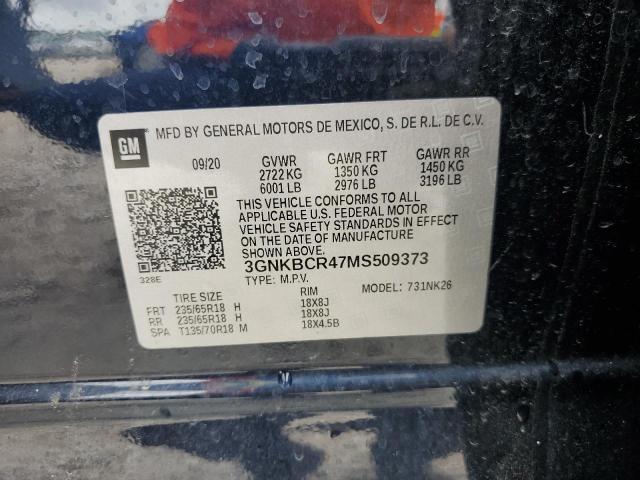 GM
MFD BY GENERAL MOTORS DE MEXICO, S. DE R.L. DE C.V.
09/20 GVWR GAWR FRT GAWR RR
2722 KG 1350 KG 1450 KG
6001 LB 2976 LB 3196 LB
THIS VEHICLE CONFORMS TO ALL
APPLICABLE U.S. FEDERAL MOTOR
VEHICLE SAFETY STANDARDS IN EFFECT
ON THE DATE OF MANUFACTURE
SHOWN ABOVE.
3GNKBCR47MS509373
328E TYPE: M.P.V. MODEL: 731NK26
TIRE SIZE RIM
FRT 235/65R18 H 18X8J
RR 235/65R18 H 18X8J
SPA T135/70R18 M 18X4.5B